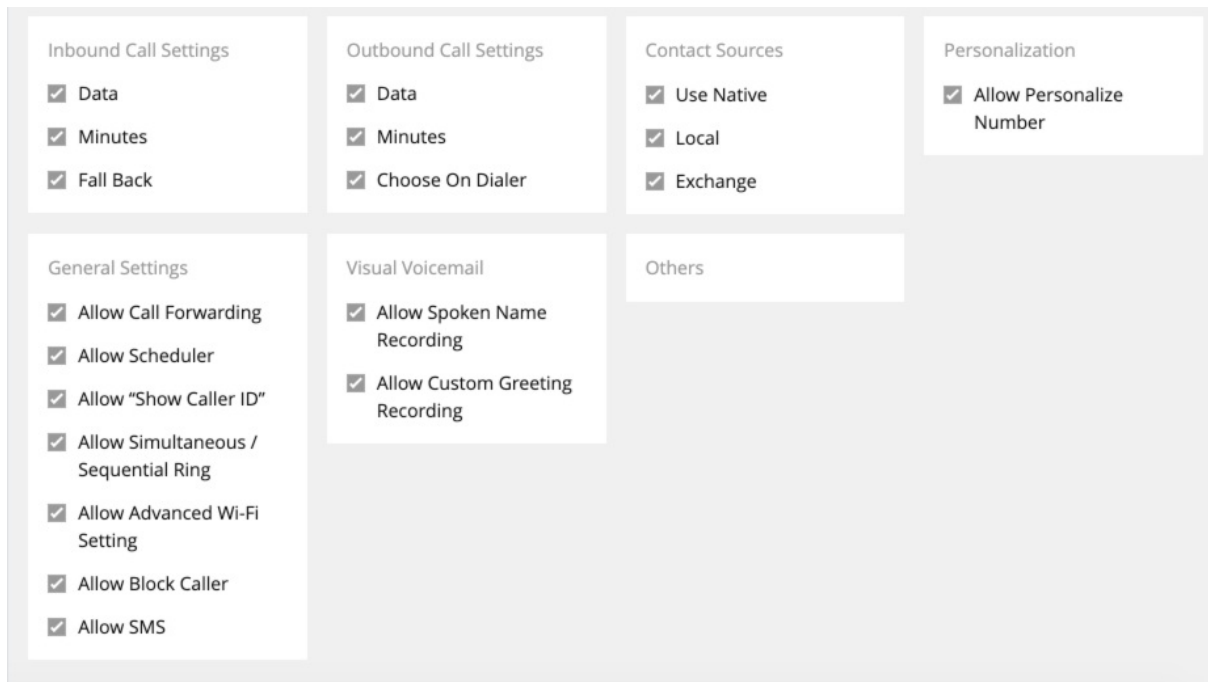 Inbound Call Settings
Data
Minutes
Fall Back
Outbound Call Settings
Data
Minutes
Choose On Dialer
Contact Sources
Use Native
Local
Exchange
Personalization
Allow Personalize
Number
General Settings
Allow Call Forwarding
Allow Scheduler
Allow “Show Caller ID”
Allow Simultaneous /
Sequential Ring
Allow Advanced Wi-Fi
Setting
Allow Block Caller
Allow SMS
Visual Voicemail
Allow Spoken Name
Recording
Allow Custom Greeting
Recording
Others